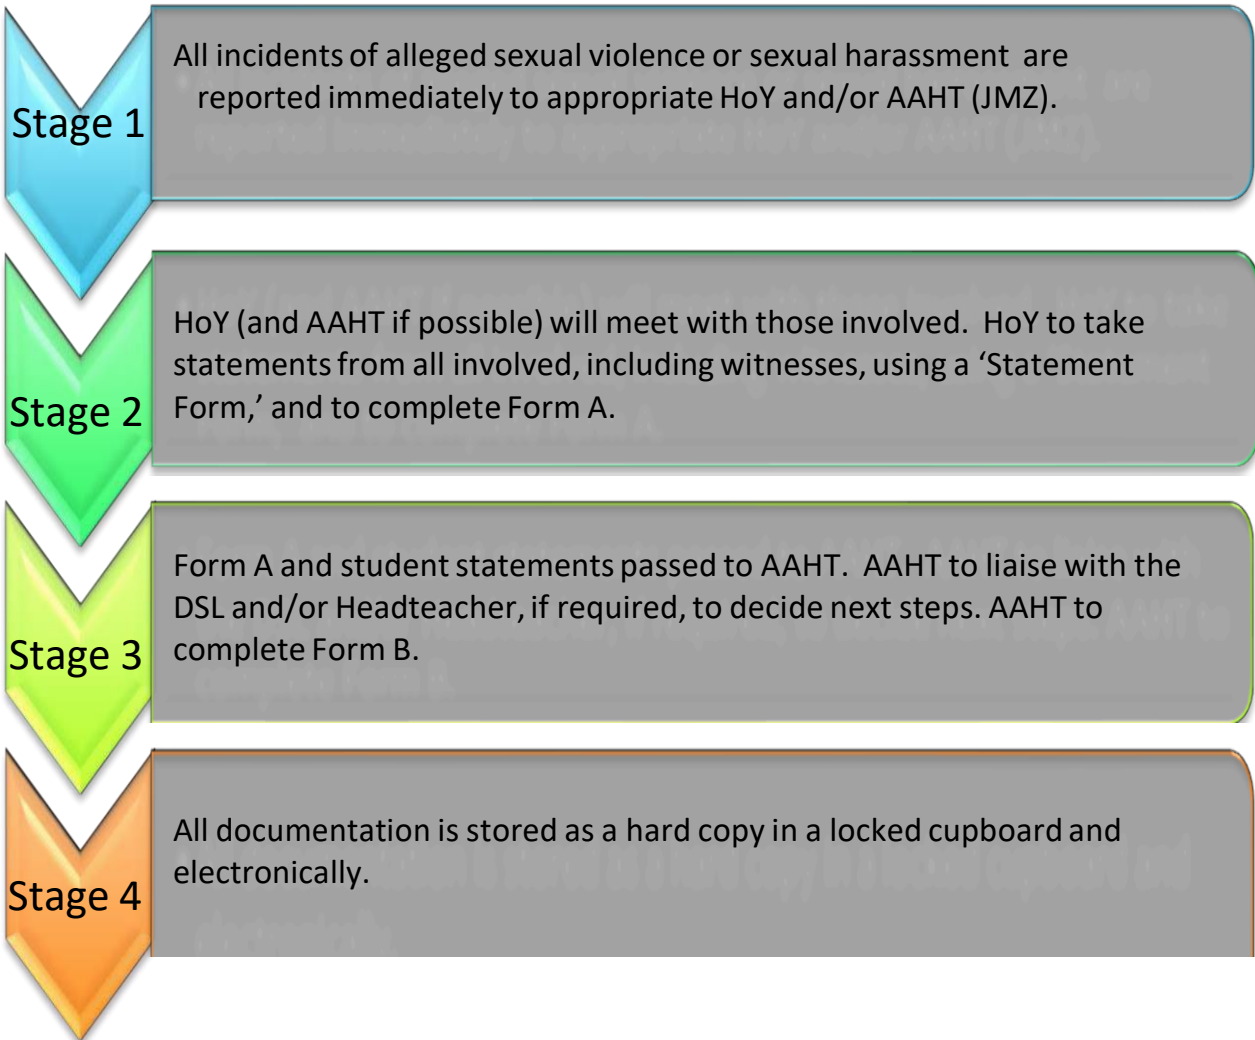 Stage 1
All incidents of alleged sexual violence or sexual harassment are
reported immediately to appropriate HoY and/or AAHT (JMZ).
Stage 2
HoY (and AAHT if possible) will meet with those involved. HoY to take
statements from all involved, including witnesses, using a ‘Statement
Form,’ and to complete Form A.
Stage 3
Form A and student statements passed to AAHT. AAHT to liaise with the
DSL and/or Headteacher, if required, to decide next steps. AAHT to
complete Form B.
Stage 4
All documentation is stored as a hard copy in a locked cupboard and
electronically.